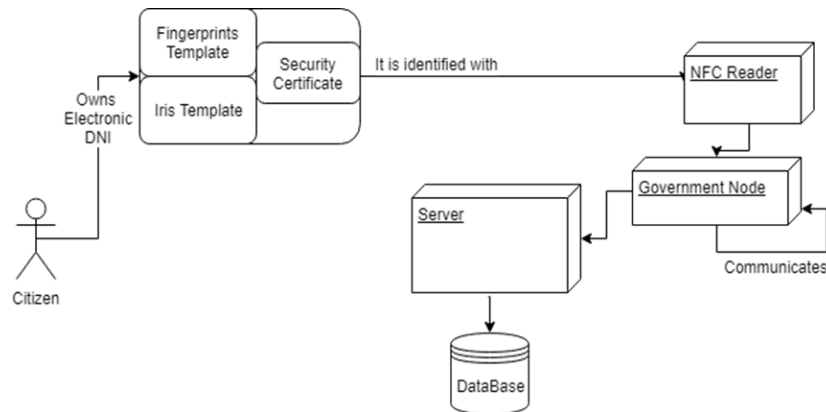 Fingerprints
Template
Security
Certificate
Iris Template
It is identified with
NFC Reader
Owns
Electronic
DNI
Government Node
Server
Communicates
Citizen
DataBase